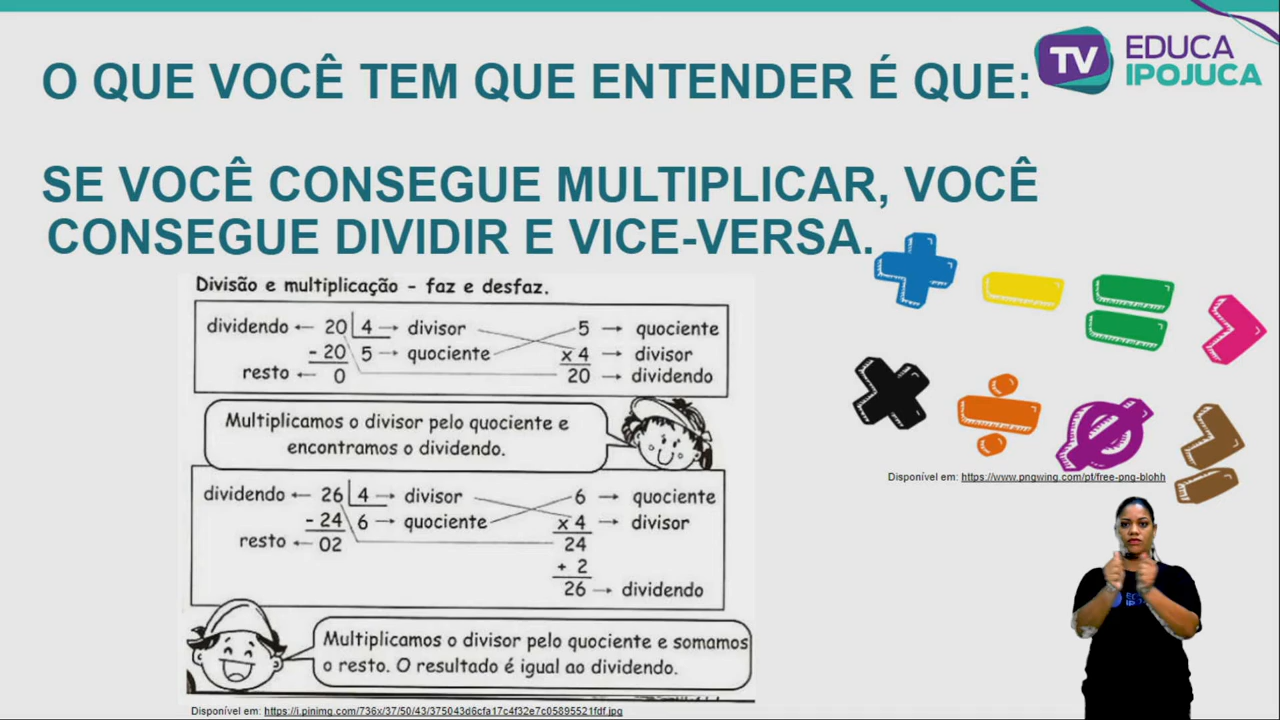 O QUE VOCÊ TEM QUE ENTENDER É QUE:
TV EDUCA
IPOJUCA
SE VOCÊ CONSEGUE MULTIPLICAR, VOCÊ
CONSEGUE DIVIDIR E VICE-VERSA.
Divisão e multiplicação - faz e desfaz.
dividendo ← 20 4 → divisor 5 → quociente
- 20 5 → quociente x 4 → divisor
resto ← 0 20 → dividendo
Multiplicamos o divisor pelo quociente e
encontramos o dividendo.
dividendo ← 26 4 → divisor 6 → quociente
- 24 6 → quociente x 4 → divisor
resto ← 02 24
+ 2
26 → dividendo
Multiplicamos o divisor pelo quociente e somamos
o resto. O resultado é igual ao dividendo.
Disponível em: https://www.pngwing.com/pt/free-png-blohh
Disponível em: https://i.pinimg.com/736x/37/50/43/375043d6cfa17c4f32e7c05895521fdf.jpg